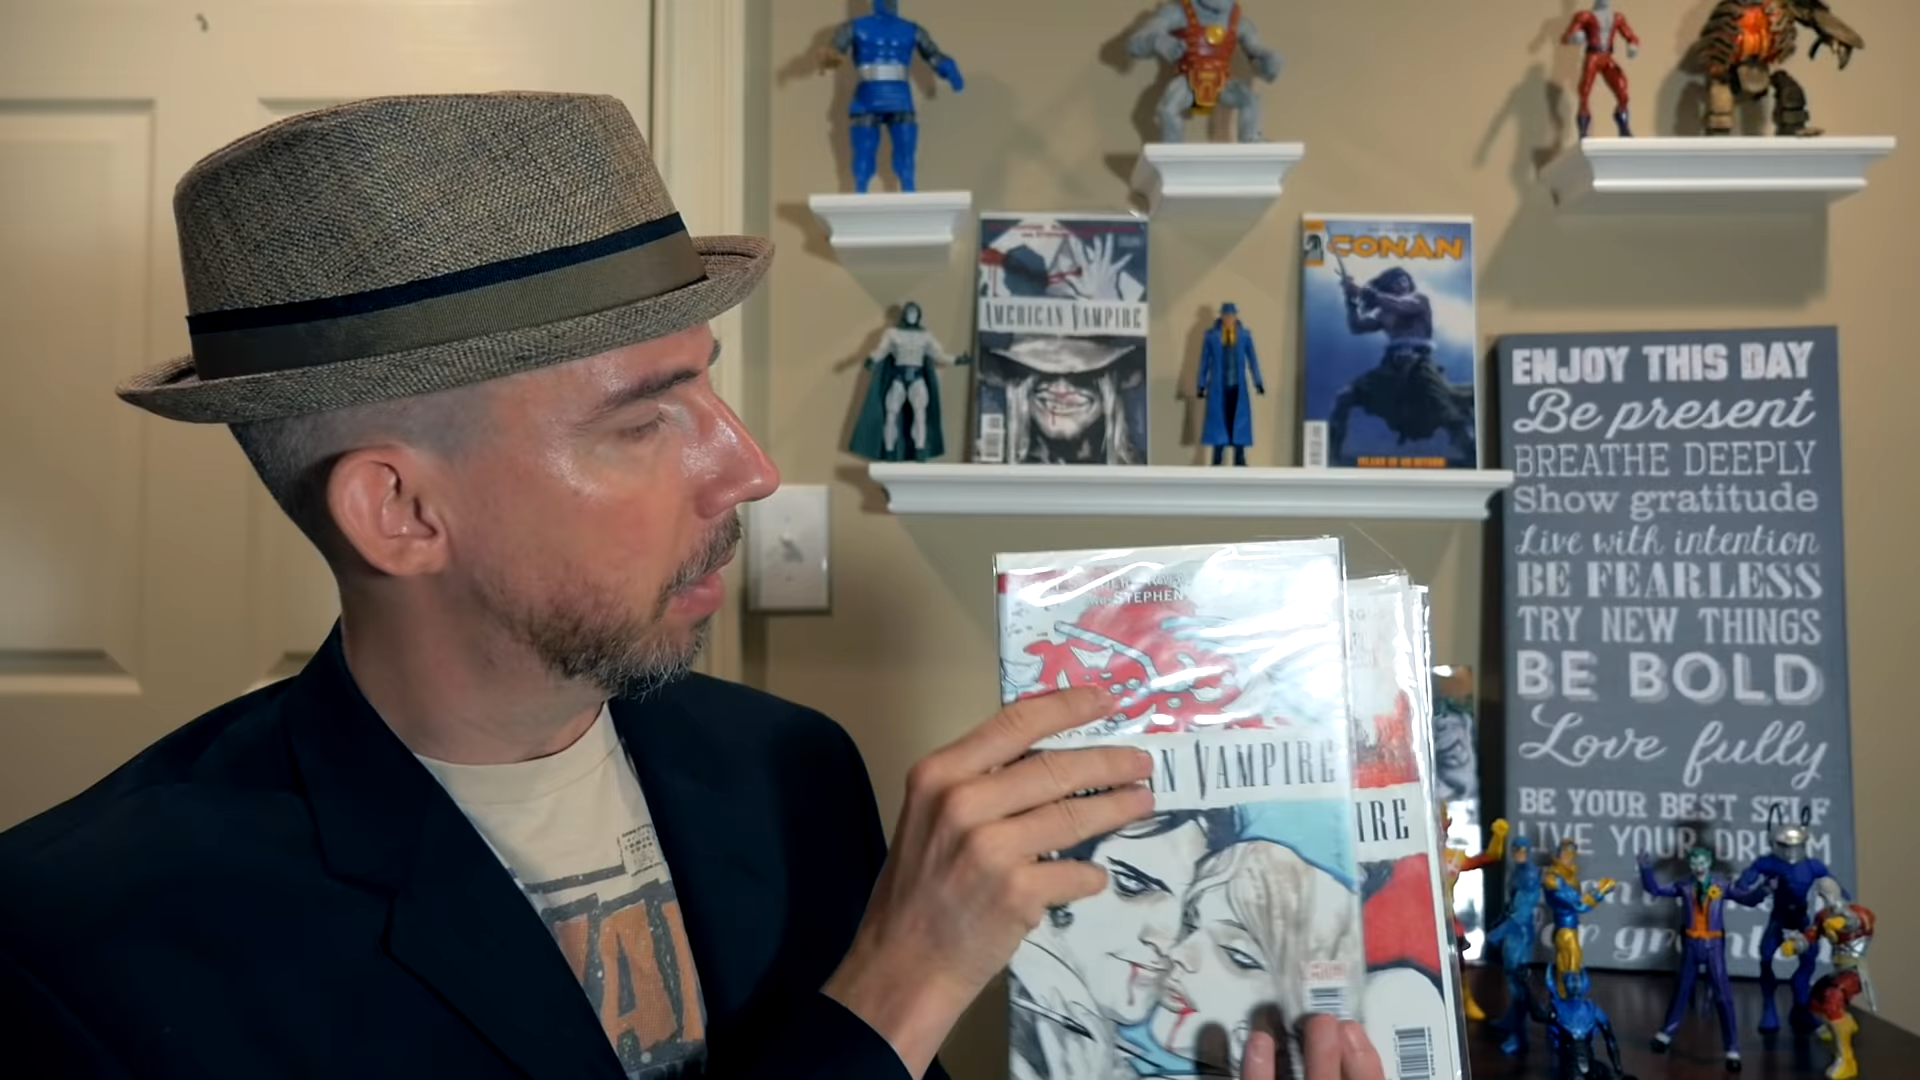 AMERICAN VAMPIRE
CONAN
STEPHEN
N VAMPIRE
IRE
ENJOY THIS DAY
Be present
BREATHE DEEPLY
Show gratitude
Live with intention
BE FEARLESS
TRY NEW THINGS
BE BOLD
Love fully
BE YOUR BEST SELF
LIVE YOUR DREAM